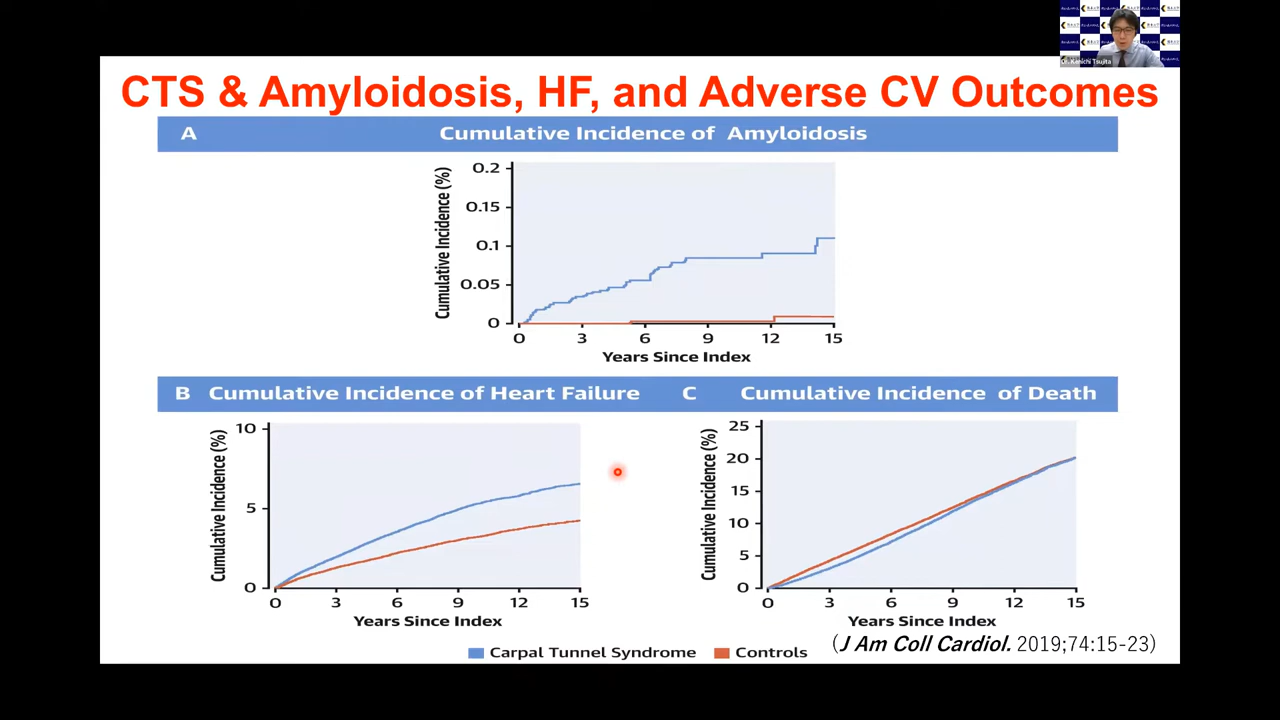 Dr. Kenichi Tsujita
CTS & Amyloidosis, HF, and Adverse CV Outcomes
A Cumulative Incidence of Amyloidosis
Cumulative Incidence (%)
0.2
0.15
0.1
0.05
0
0 3 6 9 12 15
Years Since Index
B Cumulative Incidence of Heart Failure
Cumulative Incidence (%)
10
5
0
0 3 6 9 12 15
Years Since Index
C Cumulative Incidence of Death
Cumulative Incidence (%)
25
20
15
10
5
0
0 3 6 9 12 15
Years Since Index
Carpal Tunnel Syndrome Controls
(J Am Coll Cardiol. 2019;74:15-23)